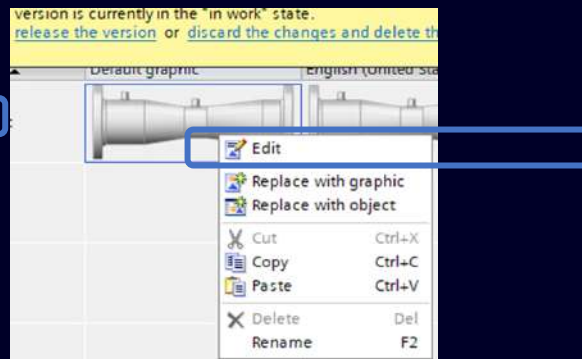 version is currently in the "in work" state.
release the version or discard the changes and delete th
Default graphic English (United Sta
Edit
Replace with graphic
Replace with object
Cut Ctrl+X
Copy Ctrl+C
Paste Ctrl+V
Delete Del
Rename F2